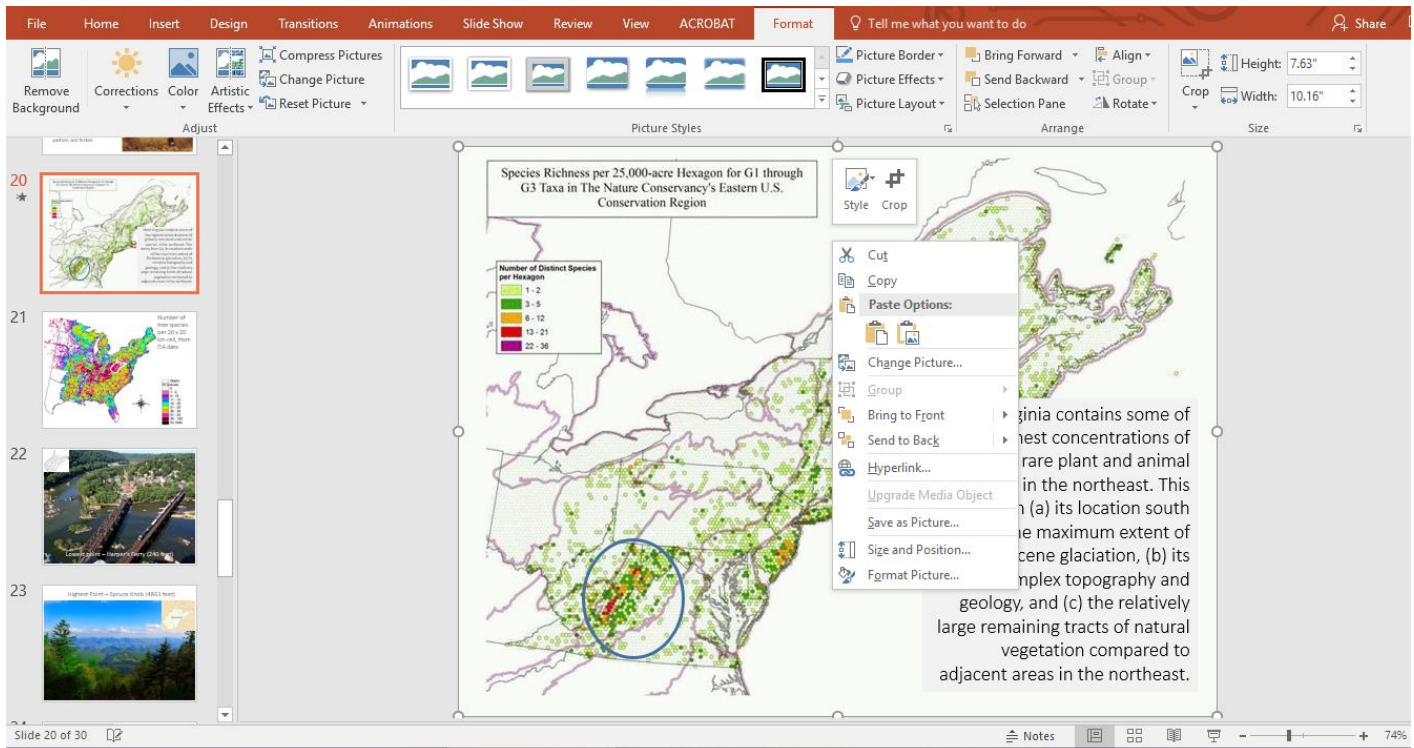 File Home Insert Design Transitions Animations Slide Show Review View ACROBAT Format Tell me what you want to do Share
Remove Background
Corrections
Color
Artistic Effects
Compress Pictures
Change Picture
Reset Picture
Adjust
Picture Styles
Picture Border
Picture Effects
Picture Layout
Bring Forward
Send Backward
Selection Pane
Align
Group
Rotate
Arrange
Crop
Height: 7.63"
Width: 10.16"
Size
20
21
Number of
tree species
per 20 x 20
km cell, from
FIA data
22
Lowest point – Harper's Ferry (240 feet)
23
Highest Point – Spruce Knob (4863 feet)
Species Richness per 25,000-acre Hexagon for G1 through
G3 Taxa in The Nature Conservancy's Eastern U.S.
Conservation Region
Number of Distinct Species
per Hexagon
1 - 2
3 - 5
6 - 12
13 - 21
22 - 36
Style Crop
Cut
Copy
Paste Options:
Change Picture...
Group
Bring to Front
Send to Back
Hyperlink...
Upgrade Media Object
Save as Picture...
Size and Position...
Format Picture...
ginia contains some of
hest concentrations of
rare plant and animal
in the northeast. This
(a) its location south
e maximum extent of
cene glaciation, (b) its
mplex topography and
geology, and (c) the relatively
large remaining tracts of natural
vegetation compared to
adjacent areas in the northeast.
Slide 20 of 30
Notes
74%